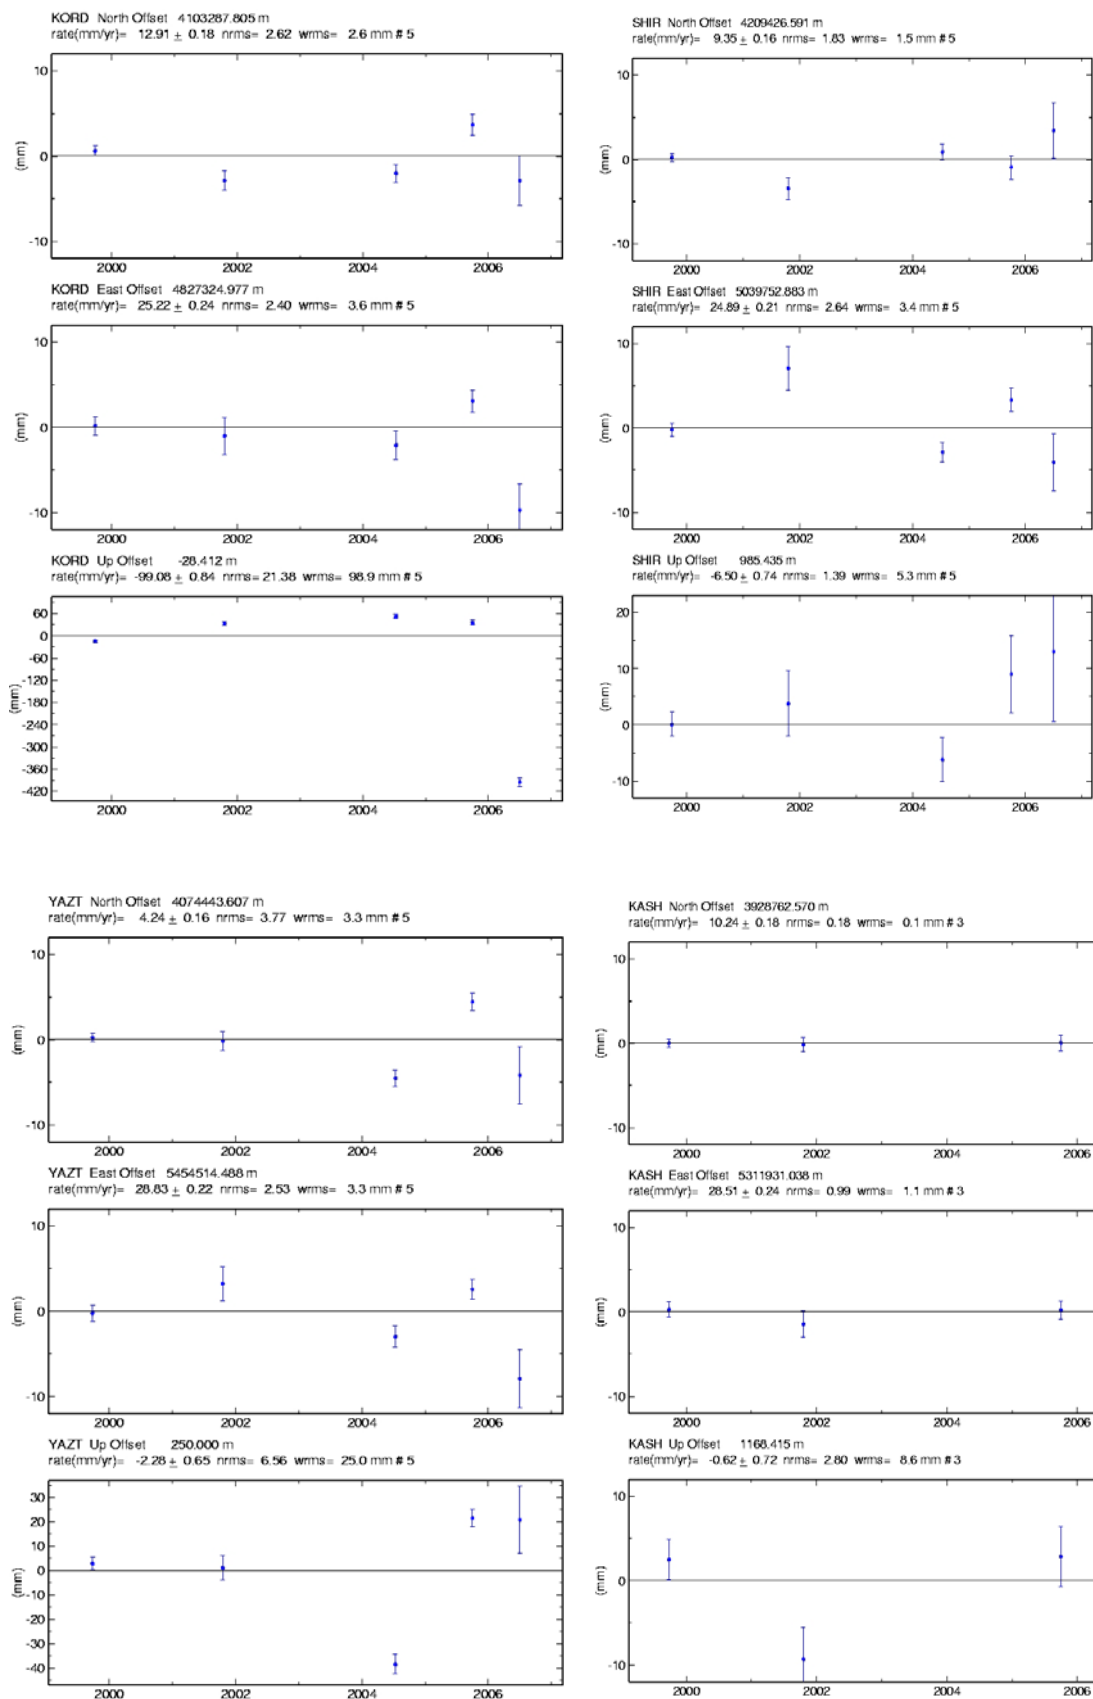 KORD North Offset 4103287.805 m
rate(mm/yr)= 12.91 ± 0.18 nrms= 2.62 wrms= 2.6 mm # 5
10
0
-10
(mm)
2000 2002 2004 2006
KORD East Offset 4827324.977 m
rate(mm/yr)= 25.22 ± 0.24 nrms= 2.40 wrms= 3.6 mm # 5
10
0
-10
(mm)
2000 2002 2004 2006
KORD Up Offset -28.412 m
rate(mm/yr)= -99.08 ± 0.84 nrms= 21.38 wrms= 98.9 mm # 5
60
0
-60
-120
-180
-240
-300
-360
-420
(mm)
2000 2002 2004 2006
SHIR North Offset 4209426.591 m
rate(mm/yr)= 9.35 ± 0.16 nrms= 1.83 wrms= 1.5 mm # 5
10
0
-10
(mm)
2000 2002 2004 2006
SHIR East Offset 5039752.883 m
rate(mm/yr)= 24.89 ± 0.21 nrms= 2.64 wrms= 3.4 mm # 5
10
0
-10
(mm)
2000 2002 2004 2006
SHIR Up Offset 985.435 m
rate(mm/yr)= -6.50 ± 0.74 nrms= 1.39 wrms= 5.3 mm # 5
20
10
0
-10
(mm)
2000 2002 2004 2006
YAZT North Offset 4074443.607 m
rate(mm/yr)= 4.24 ± 0.16 nrms= 3.77 wrms= 3.3 mm # 5
10
0
-10
(mm)
2000 2002 2004 2006
YAZT East Offset 5454514.488 m
rate(mm/yr)= 28.83 ± 0.22 nrms= 2.53 wrms= 3.3 mm # 5
10
0
-10
(mm)
2000 2002 2004 2006
YAZT Up Offset 250.000 m
rate(mm/yr)= -2.28 ± 0.65 nrms= 6.56 wrms= 25.0 mm # 5
30
20
10
0
-10
-20
-30
-40
(mm)
2000 2002 2004 2006
KASH North Offset 3928762.570 m
rate(mm/yr)= 10.24 ± 0.18 nrms= 0.18 wrms= 0.1 mm # 3
10
0
-10
(mm)
2000 2002 2004 2006
KASH East Offset 5311931.038 m
rate(mm/yr)= 28.51 ± 0.24 nrms= 0.99 wrms= 1.1 mm # 3
10
0
-10
(mm)
2000 2002 2004 2006
KASH Up Offset 1168.415 m
rate(mm/yr)= -0.62 ± 0.72 nrms= 2.80 wrms= 8.6 mm # 3
10
0
-10
(mm)
2000 2002 2004 2006